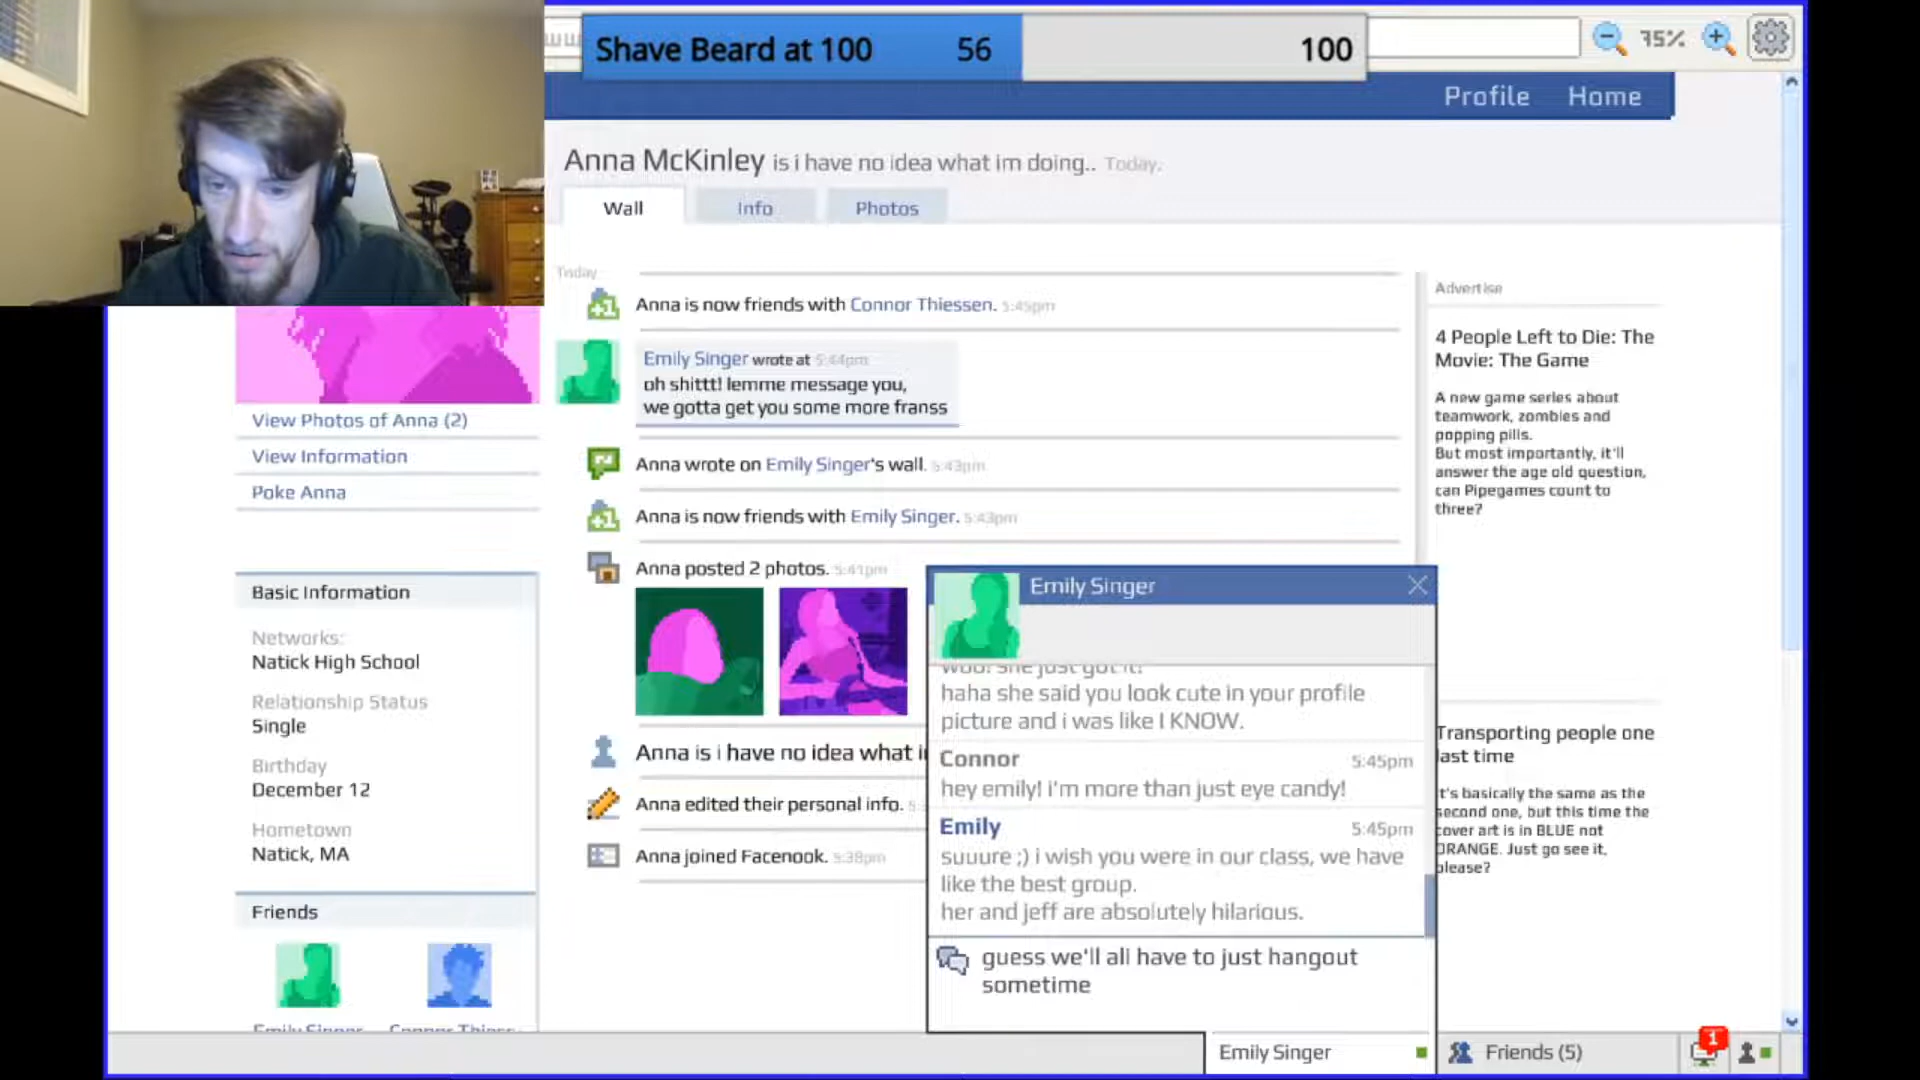 Shave Beard at 100 56 100
75%
Profile Home
Anna McKinley is i have no idea what im doing.. Today.
Wall Info Photos
Today
Anna is now friends with Connor Thiessen. 5:45pm
Emily Singer wrote at 5:44pm
oh shittt! lemme message you,
we gotta get you some more franss
Anna wrote on Emily Singer's wall. 5:43pm
Anna is now friends with Emily Singer. 5:43pm
Anna posted 2 photos. 5:41pm
Anna is i have no idea what i
Anna edited their personal info.
Anna joined Facenook. 5:38pm
View Photos of Anna (2)
View Information
Poke Anna
Basic Information
Networks:
Natick High School
Relationship Status
Single
Birthday
December 12
Hometown
Natick, MA
Friends
Emily Singer Connor Thiess
Advertise
4 People Left to Die: The
Movie: The Game
A new game series about
teamwork, zombies and
popping pills.
But most importantly, it'll
answer the age old question,
can Pipegames count to
three?
Transporting people one
last time
It's basically the same as the
second one, but this time the
cover art is in BLUE not
ORANGE. Just go see it,
please?
Emily Singer
woo! she just got it!
haha she said you look cute in your profile
picture and i was like I KNOW.
Connor 5:45pm
hey emily! i'm more than just eye candy!
Emily 5:45pm
suuure ;) i wish you were in our class, we have
like the best group.
her and jeff are absolutely hilarious.
guess we'll all have to just hangout
sometime
Emily Singer
Friends (5)
1